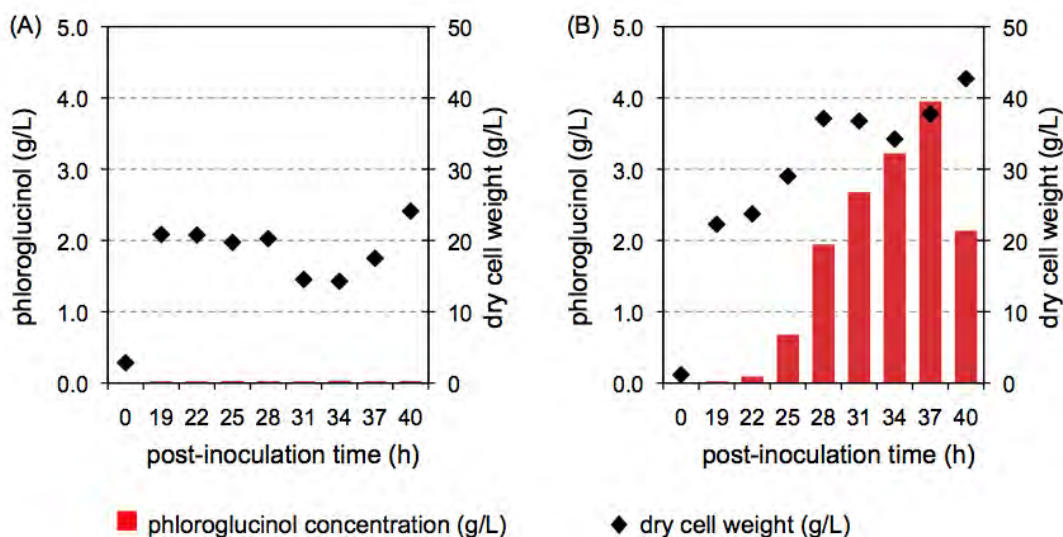 (A)
phloroglucinol (g/L)
5.0
4.0
3.0
2.0
1.0
0.0
50
40
30
20
10
0
dry cell weight (g/L)
0 19 22 25 28 31 34 37 40
post-inoculation time (h)
(B)
phloroglucinol (g/L)
5.0
4.0
3.0
2.0
1.0
0.0
50
40
30
20
10
0
dry cell weight (g/L)
0 19 22 25 28 31 34 37 40
post-inoculation time (h)
phloroglucinol concentration (g/L)
dry cell weight (g/L)